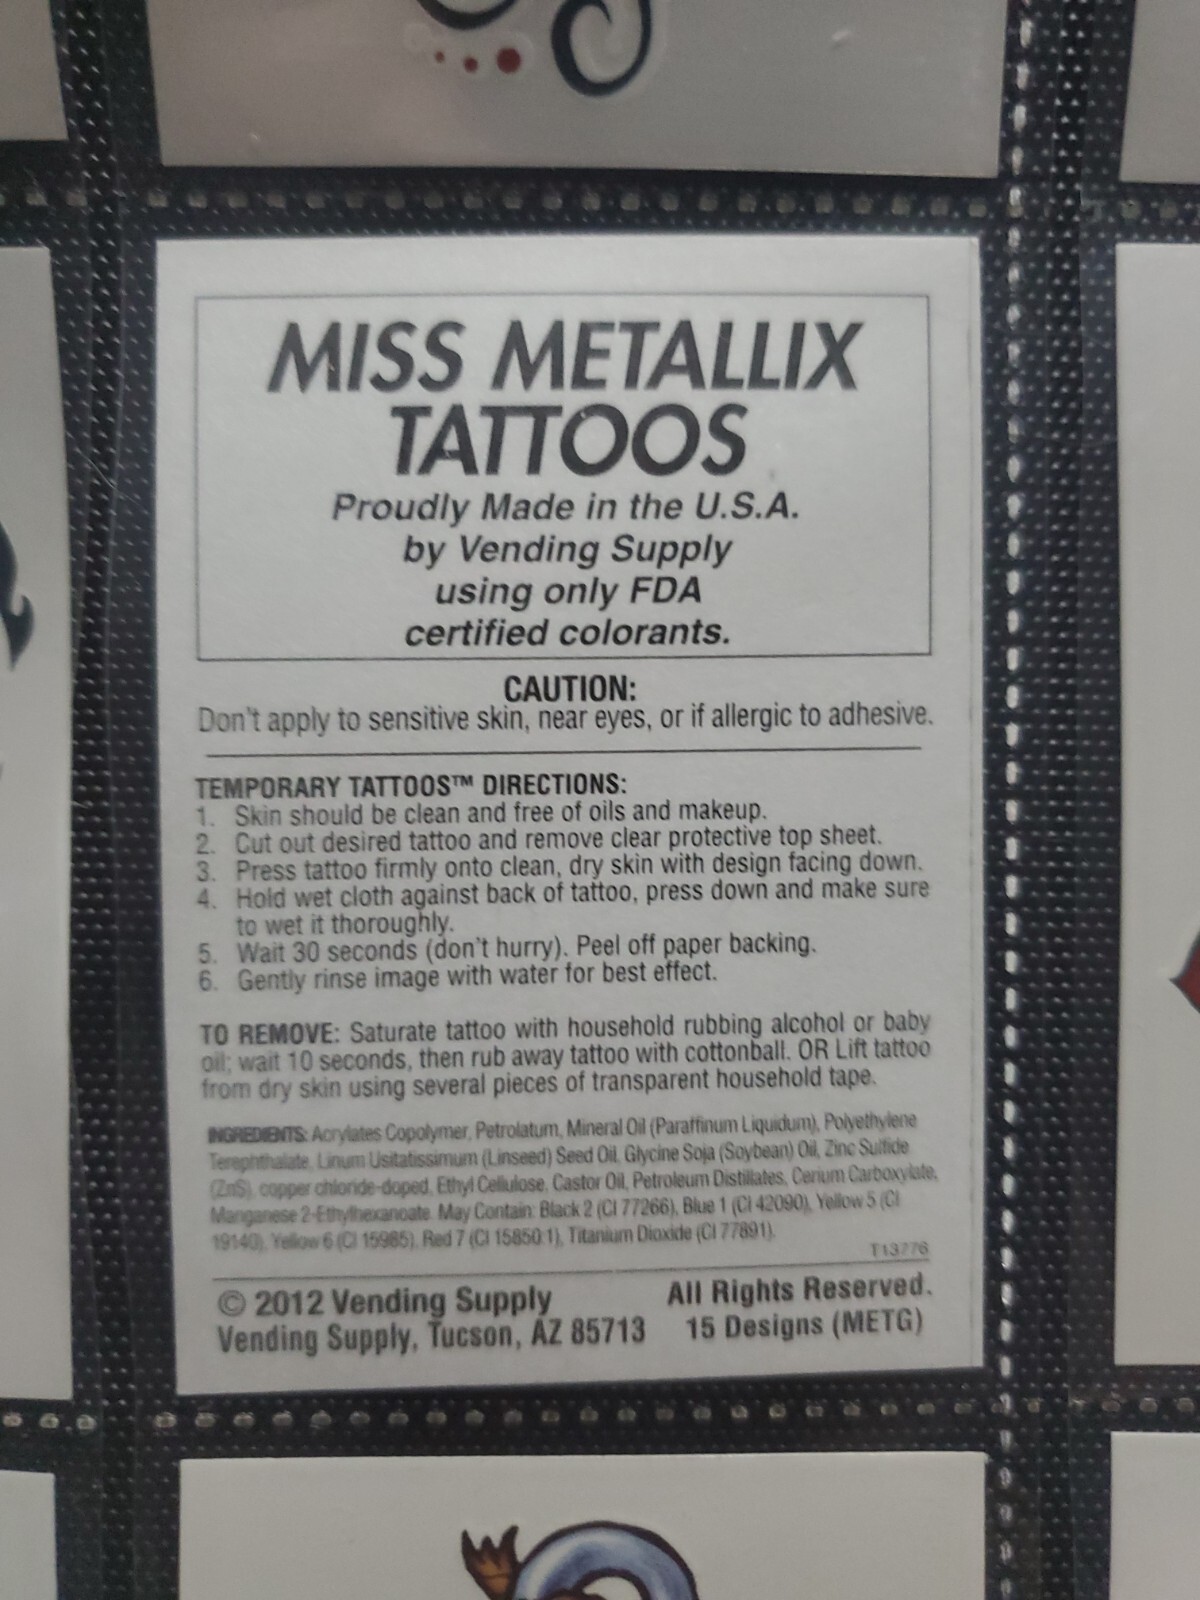 MISS METALLIX
TATTOOS
Proudly Made in the U.S.A.
by Vending Supply
using only FDA
certified colorants.
CAUTION:
Don't apply to sensitive skin, near eyes, or if allergic to adhesive.
TEMPORARY TATTOOS™ DIRECTIONS:
1. Skin should be clean and free of oils and makeup.
2. Cut out desired tattoo and remove clear protective top sheet.
3. Press tattoo firmly onto clean, dry skin with design facing down.
4. Hold wet cloth against back of tattoo, press down and make sure
to wet it thoroughly.
5. Wait 30 seconds (don't hurry). Peel off paper backing.
6. Gently rinse image with water for best effect.
TO REMOVE: Saturate tattoo with household rubbing alcohol or baby
oil; wait 10 seconds, then rub away tattoo with cottonball. OR Lift tattoo
from dry skin using several pieces of transparent household tape.
INGREDIENTS: Acrylates Copolymer, Petrolatum, Mineral Oil (Paraffinum Liquidum), Polyethylene
Terephthalate, Linum Usitatissimum (Linseed) Seed Oil, Glycine Soja (Soybean) Oil, Zinc Sulfide
(ZnS), copper chloride-doped, Ethyl Cellulose, Castor Oil, Petroleum Distillates, Cerium Carboxylate,
Manganese 2-Ethylhexanoate. May Contain: Black 2 (CI 77266), Blue 1 (CI 42090), Yellow 5 (CI
19140), Yellow 6 (CI 15985), Red 7 (CI 15850:1), Titanium Dioxide (CI 77891).
T13776
© 2012 Vending Supply All Rights Reserved.
Vending Supply, Tucson, AZ 85713 15 Designs (METG)